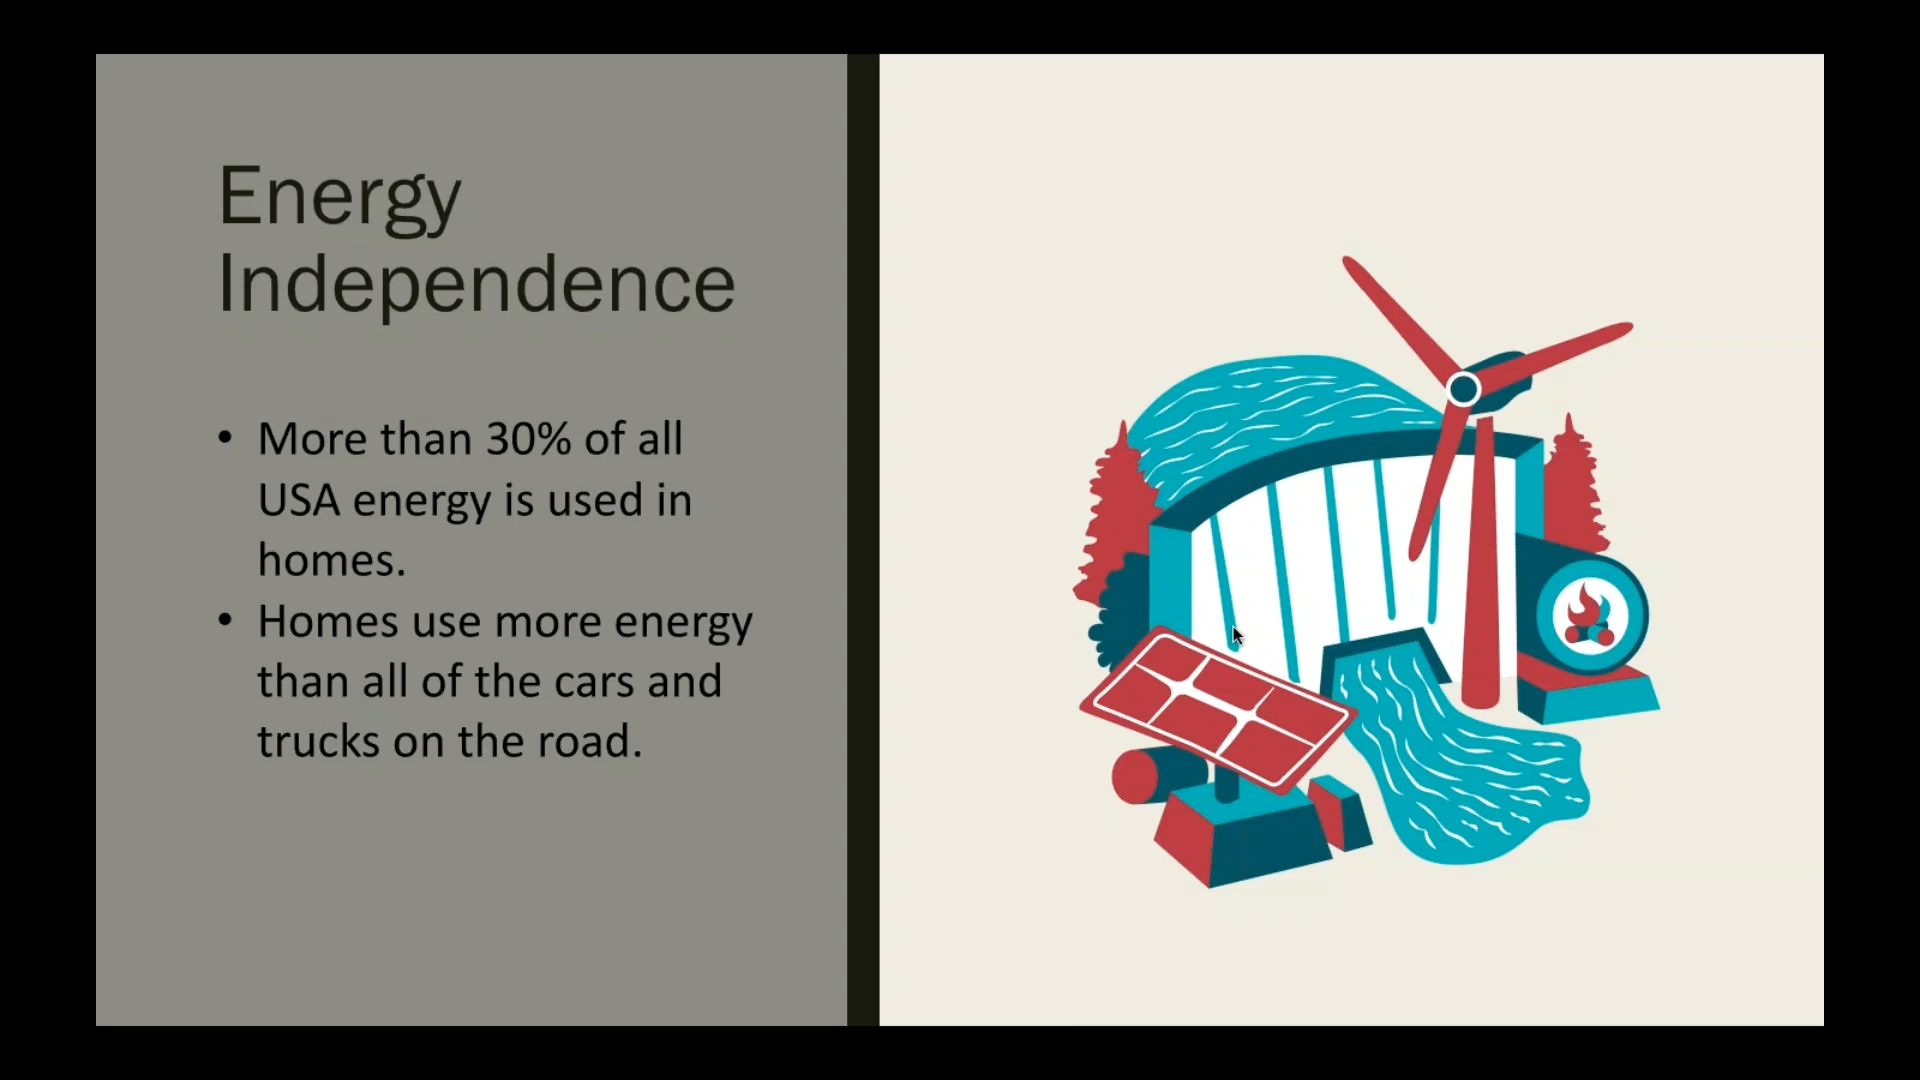 Energy
Independence
• More than 30% of all
USA energy is used in
homes.
• Homes use more energy
than all of the cars and
trucks on the road.